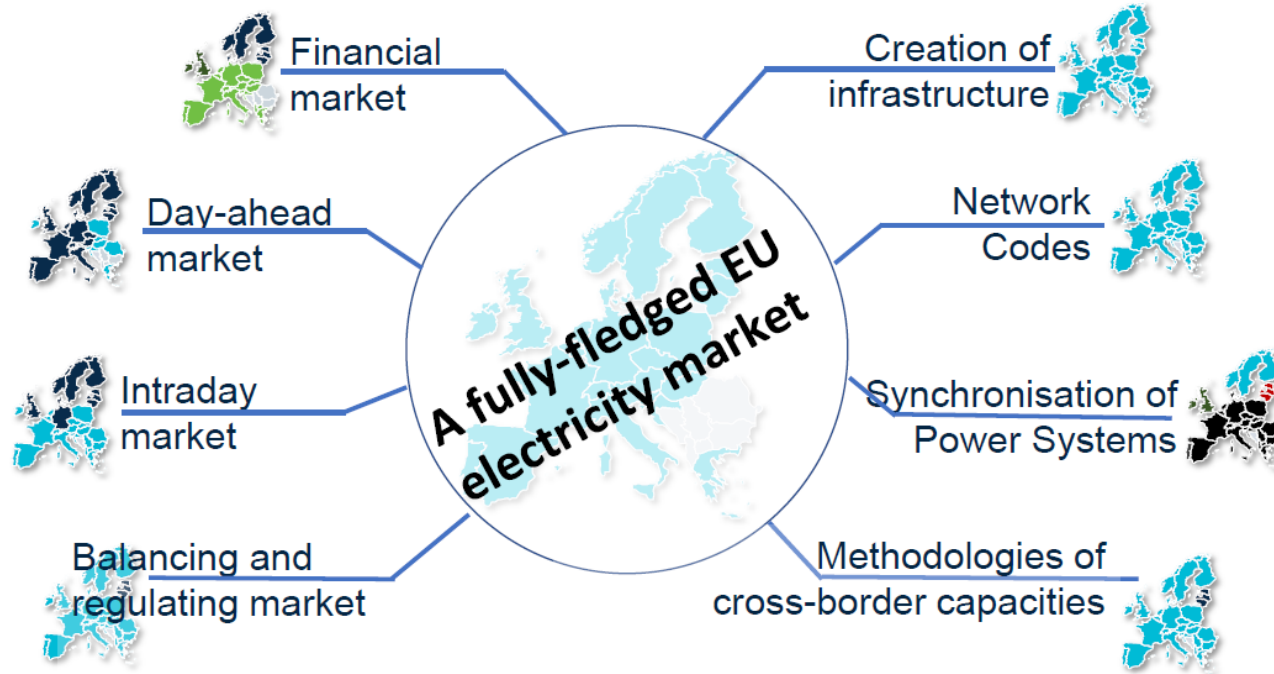 Financial
market
Day-ahead
market
Intraday
market
Balancing and
regulating market
A fully-fledged EU
electricity market
Creation of
infrastructure
Network
Codes
Synchronisation of
Power Systems
Methodologies of
cross-border capacities